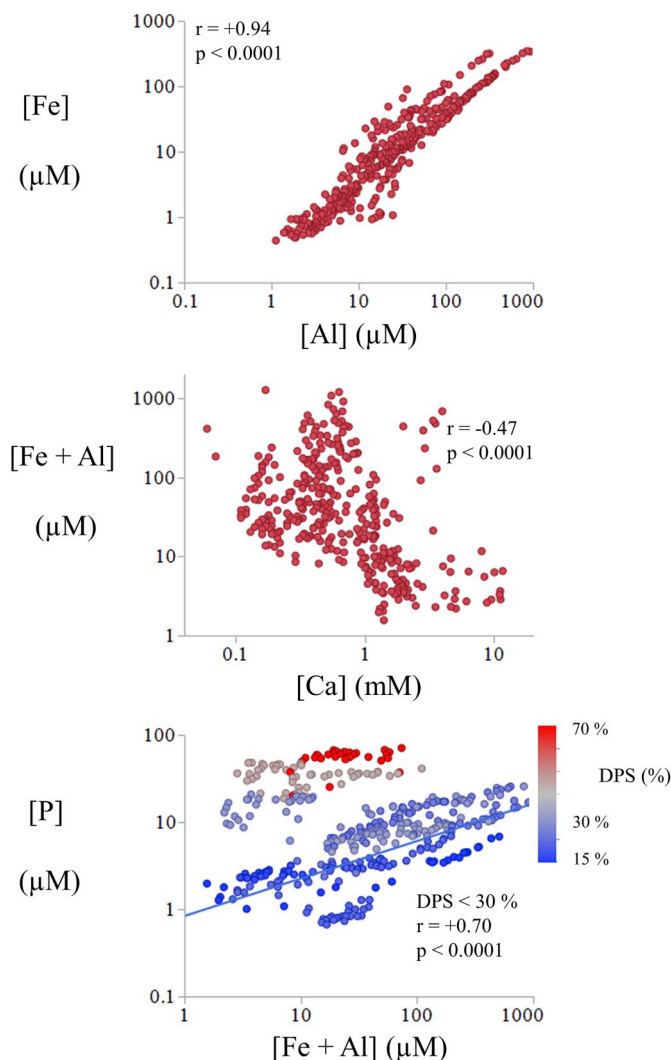 1000
r = +0.94
p < 0.0001
100
[Fe]
10
(µM)
1
0.1
0.1 1 10 100 1000
[Al] (µM)
1000
r = -0.47
p < 0.0001
[Fe + Al]
100
(µM)
10
1
0.1 1 10
[Ca] (mM)
100
70 %
DPS (%)
[P]
10
30 %
15 %
(µM)
1
DPS < 30 %
r = +0.70
p < 0.0001
0.1
1 10 100 1000
[Fe + Al] (µM)